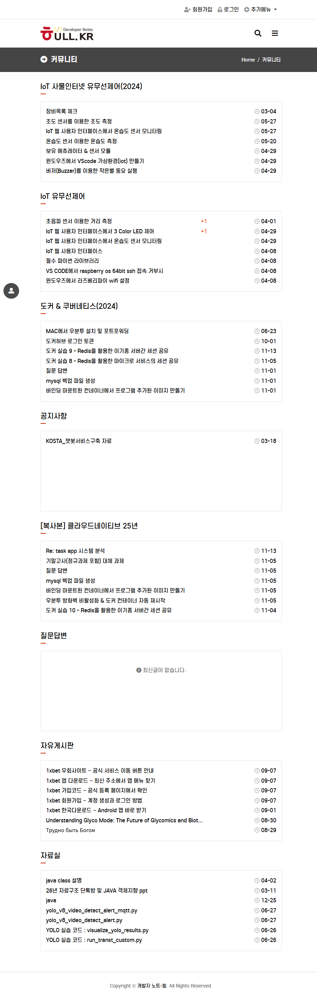 회원가입 로그인 추가메뉴
</> Developer Notes
흐ULL.KR
커뮤니티 Home / 커뮤니티
IoT 사물인터넷 유무선제어(2024)
장비목록 체크 03-04
조도 센서를 이용한 조도 측정 05-27
IoT 웹 사용자 인터페이스에서 온습도 센서 모니터링 05-27
온습도 센서 이용한 온습도 측정 05-20
보유 애츄레이터 & 센서 모듈 04-29
윈도우즈에서 VScode 가상환경(iot) 만들기 04-29
버저(Buzzer)를 이용한 작은별 동요 실행 04-29
IoT 유무선제어
초음파 센서 이용한 거리 측정 +1 04-01
IoT 웹 사용자 인터페이스에서 3 Color LED 제어 +1 04-29
IoT 웹 사용자 인터페이스에서 온습도 센서 모니터링 04-29
IoT 웹 사용자 인터페이스 04-08
필수 파이썬 라이브러리 04-08
VS CODE에서 raspberry os 64bit ssh 접속 거부시 04-08
윈도우즈에서 라즈베리파이 wifi 설정 04-08
도커 & 쿠버네티스(2024)
MAC에서 우분투 설치 및 포트포워딩 06-23
도커허브 로그인 토큰 10-01
도커 실습 9 - Redis을 활용한 이기종 서버간 세션 공유 11-13
도커 실습 8 - Redis을 활용한 마이크로 서비스의 세션 공유 11-05
질문 답변 11-01
mysql 백업 파일 생성 11-01
바인딩 마운트된 컨네이너에서 프로그램 추가된 이미지 만들기 11-01
공지사항
KOSTA_챗봇서비스구축 자료 03-18
[복사본] 클라우드네이티브 25년
Re: task app 시스템 분석 11-13
기말고사(정규과제 포함) 대체 과제 11-05
질문 답변 11-05
mysql 백업 파일 생성 11-05
바인딩 마운트된 컨네이너에서 프로그램 추가된 이미지 만들기 11-05
우분투 방화벽 비활성화 & 도커 컨테이너 자동 재시작 11-05
도커 실습 10 - Redis을 활용한 이기종 서버간 세션 공유 11-04
질문답변
최신글이 없습니다.
자유게시판
1xbet 우회사이트 – 공식 서비스 이동 버튼 안내 09-07
1xbet 앱 다운로드 – 최신 주소에서 앱 메뉴 찾기 09-07
1xbet 가입코드 – 공식 등록 페이지에서 확인 09-07
1xbet 회원가입 – 계정 생성과 로그인 방법 09-07
1xbet 한국다운로드 – Android 앱 바로 받기 09-01
Understanding Glyco Mode: The Future of Glycomics and Biot… 08-30
Трудно быть Богом 08-29
자료실
java class 설명 04-02
26년 자료구조 단톡방 및 JAVA 객체지향 ppt 03-11
java 12-25
yolo_v8_video_detect_alert_mqtt.py 06-27
yolo_v8_video_detect_alert.py 06-27
YOLO 실습 코드 : visualize_yolo_results.py 06-26
YOLO 실습 코드 : run_transt_custom.py 06-26
Copyright © 개발자 노트-헐. All Rights Reserved.